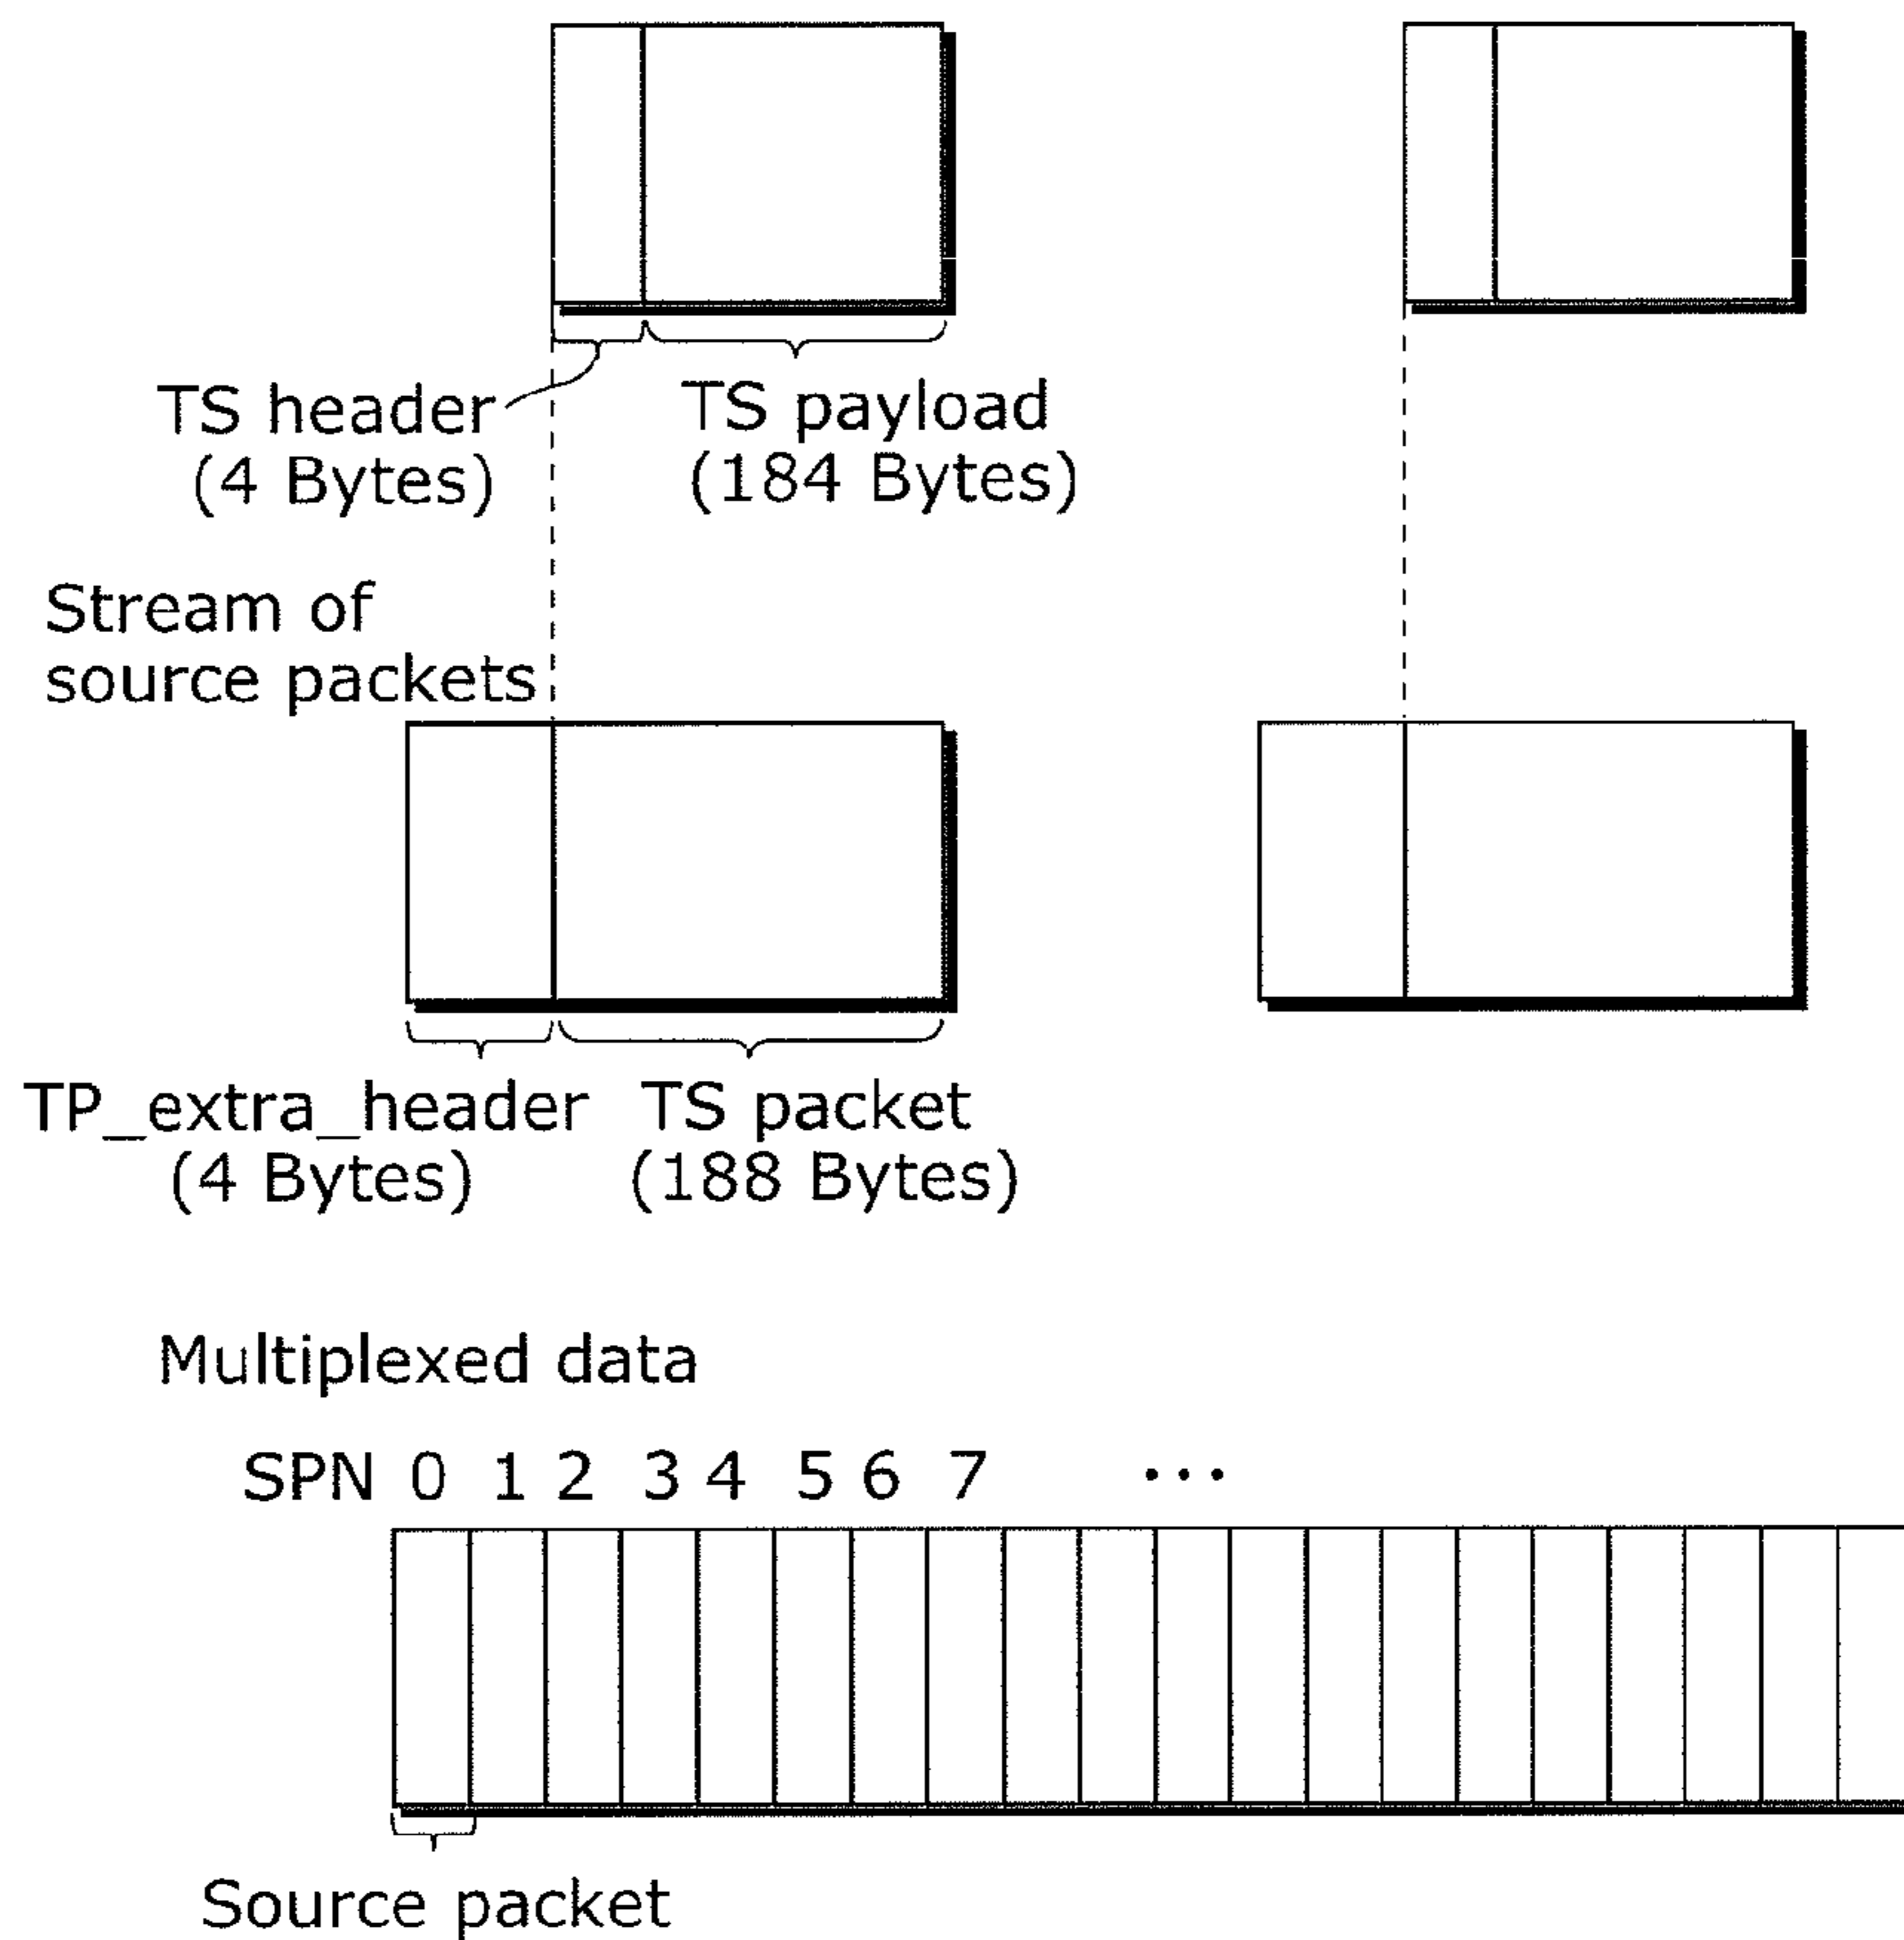 TS header
(4 Bytes)
TS payload
(184 Bytes)
Stream of
source packets
TP_extra_header
(4 Bytes)
TS packet
(188 Bytes)
Multiplexed data
SPN 0 1 2 3 4 5 6 7 ...
Source packet